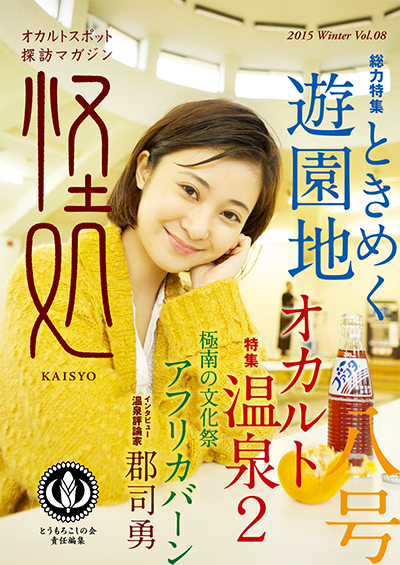 オカルトスポット
探訪マガジン
怪処
KAISYO
2015 Winter Vol.08
総力特集
ときめく
遊園地
オカルト
八号
特集
温泉2
極南の文化祭
アフリカバーン
インタビュー
温泉評論家
郡司勇
とうもろこしの会
責任編集